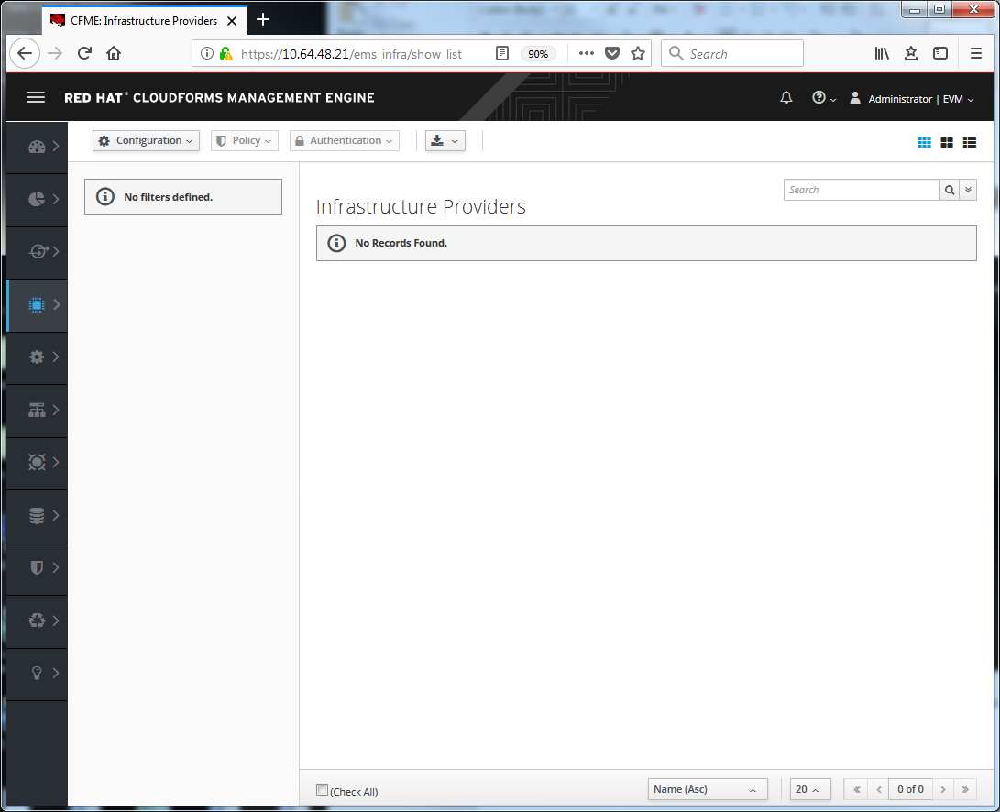 CFME: Infrastructure Providers
https://10.64.48.21/ems_infra/show_list
90%
Search
RED HAT® CLOUDFORMS MANAGEMENT ENGINE
Administrator | EVM
Configuration
Policy
Authentication
No filters defined.
Search
Infrastructure Providers
No Records Found.
(Check All)
Name (Asc)
20
0 of 0